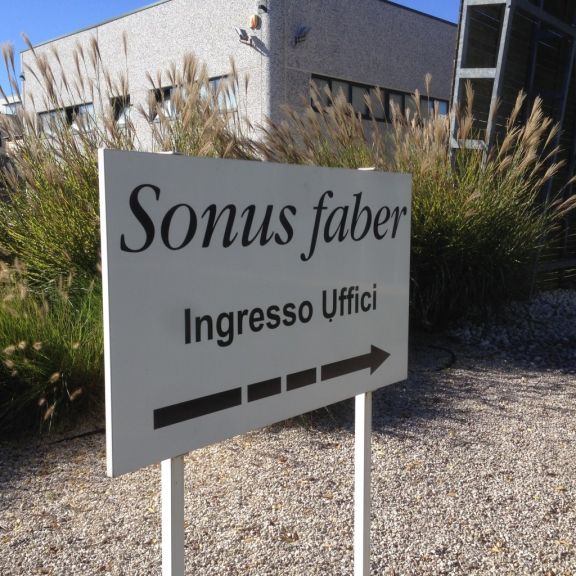 Sonus faber
Ingresso Uffici